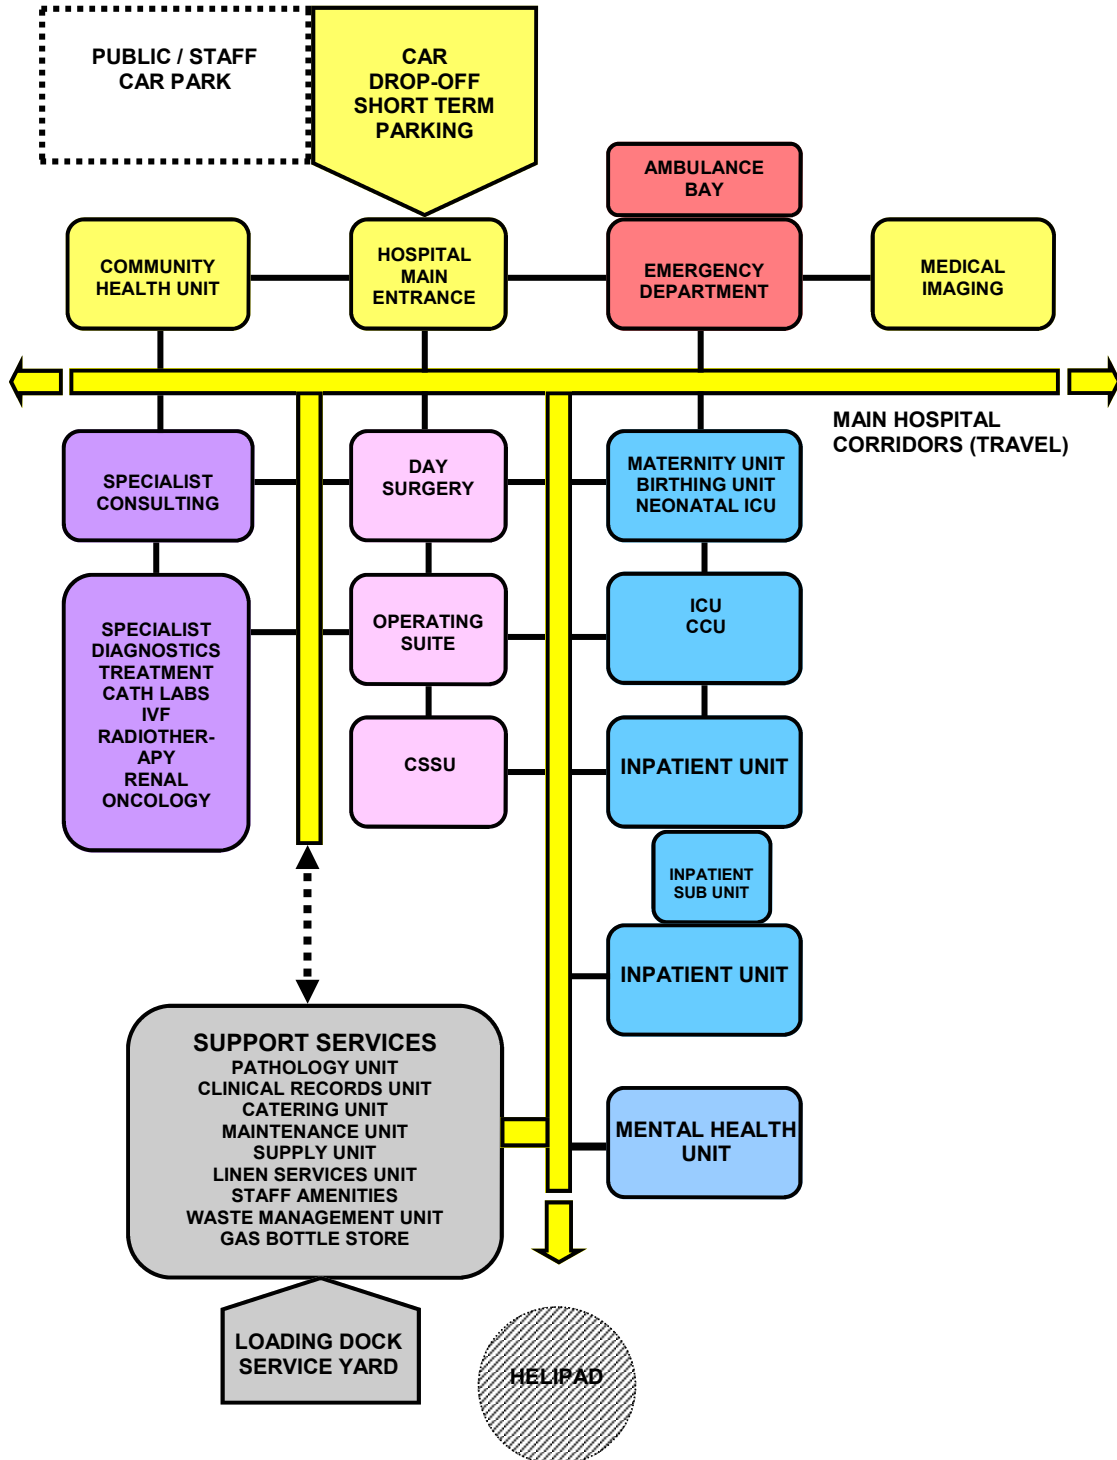 PUBLIC / STAFF
CAR PARK
CAR
DROP-OFF
SHORT TERM
PARKING
AMBULANCE
BAY
COMMUNITY
HEALTH UNIT
HOSPITAL
MAIN
ENTRANCE
EMERGENCY
DEPARTMENT
MEDICAL
IMAGING
MAIN HOSPITAL
CORRIDORS (TRAVEL)
SPECIALIST
CONSULTING
DAY
SURGERY
MATERNITY UNIT
BIRTHING UNIT
NEONATAL ICU
SPECIALIST
DIAGNOSTICS
TREATMENT
CATH LABS
IVF
RADIOTHER-
APY
RENAL
ONCOLOGY
OPERATING
SUITE
ICU
CCU
CSSU
INPATIENT UNIT
INPATIENT
SUB UNIT
INPATIENT UNIT
SUPPORT SERVICES
PATHOLOGY UNIT
CLINICAL RECORDS UNIT
CATERING UNIT
MAINTENANCE UNIT
SUPPLY UNIT
LINEN SERVICES UNIT
STAFF AMENITIES
WASTE MANAGEMENT UNIT
GAS BOTTLE STORE
MENTAL HEALTH
UNIT
LOADING DOCK
SERVICE YARD
HELIPAD